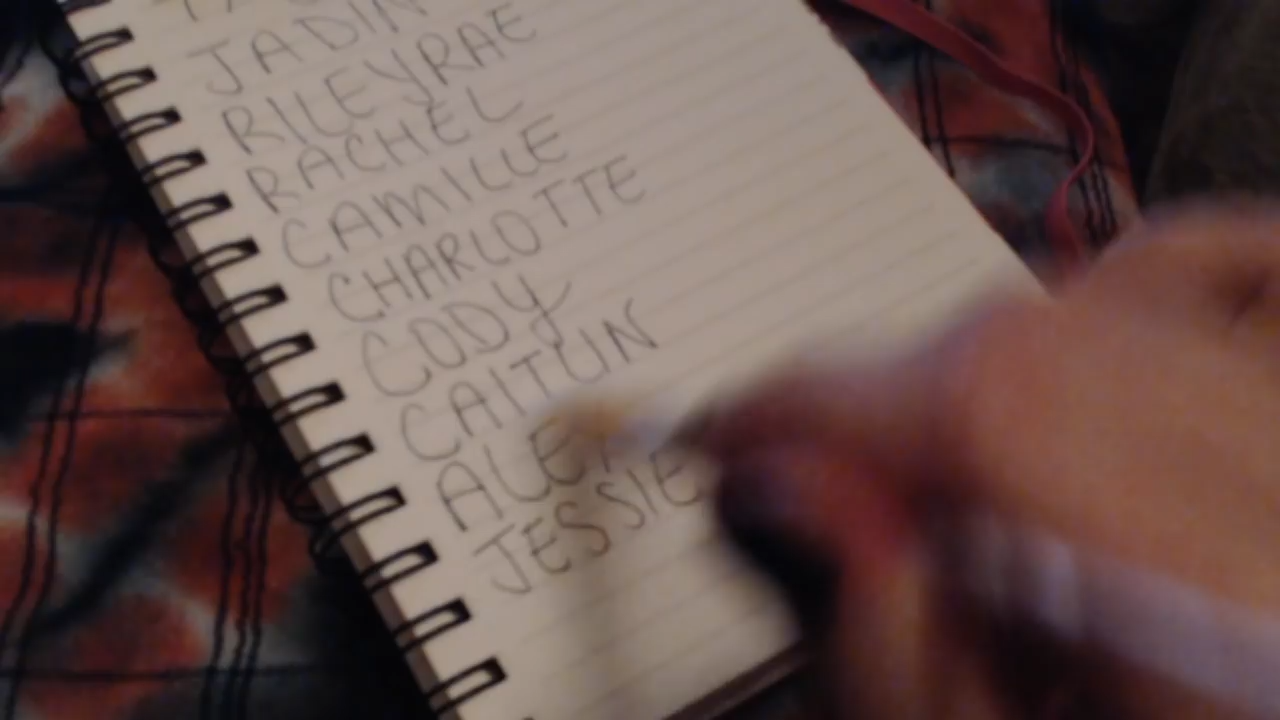 JADIN
RILEYRAE
RACHEL
CAMILLE
CHARLOTTE
CODY
CAITLIN
JESSIE